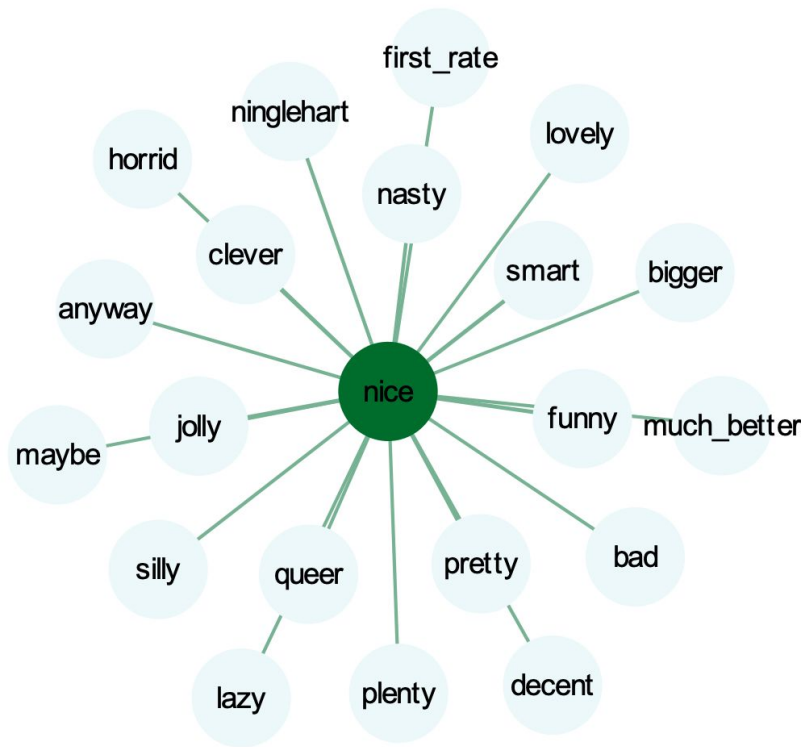 first_rate
ninglehart
lovely
horrid
nasty
clever
smart
bigger
anyway
nice
jolly
funny
much_better
maybe
silly
queer
pretty
bad
lazy
plenty
decent